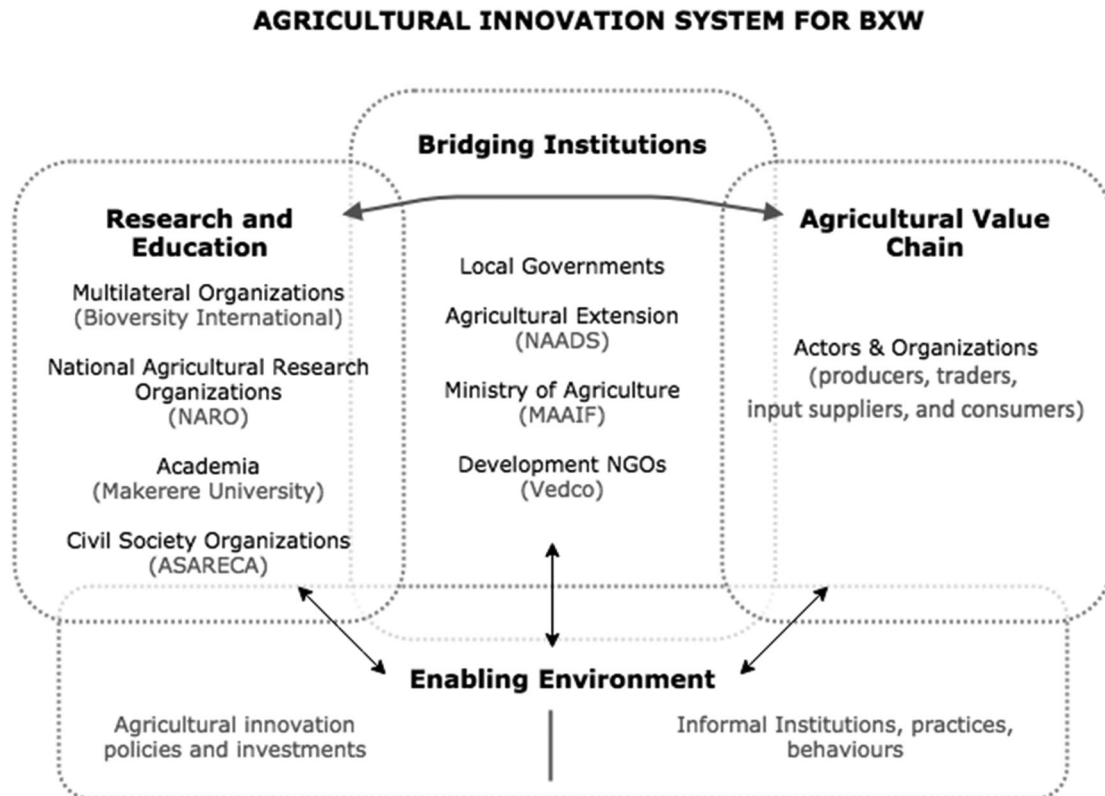 AGRICULTURAL INNOVATION SYSTEM FOR BXW
Bridging Institutions
Research and
Education
Multilateral Organizations
(Bioversity International)
National Agricultural Research
Organizations
(NARO)
Academia
(Makerere University)
Civil Society Organizations
(ASARECA)
Local Governments
Agricultural Extension
(NAADS)
Ministry of Agriculture
(MAAIF)
Development NGOs
(Vedco)
Agricultural Value
Chain
Actors & Organizations
(producers, traders,
input suppliers, and consumers)
Enabling Environment
Agricultural innovation
policies and investments
Informal Institutions, practices,
behaviours